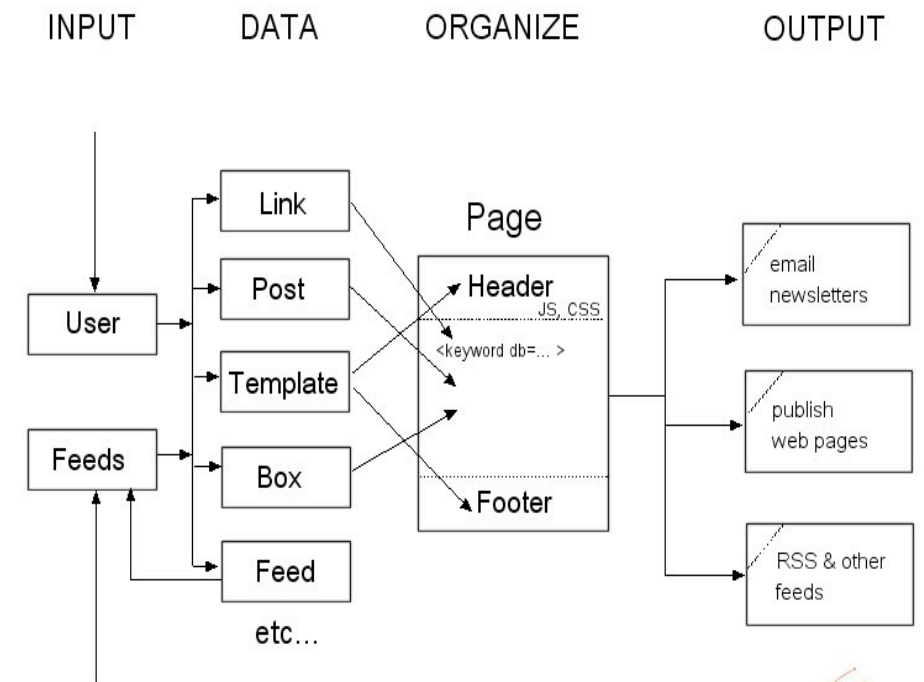 INPUT
DATA
ORGANIZE
OUTPUT
User
Feeds
Link
Post
Template
Box
Feed
etc...
Page
Header
JS, CSS
<keyword db=... >
Footer
email
newsletters
publish
web pages
RSS & other
feeds